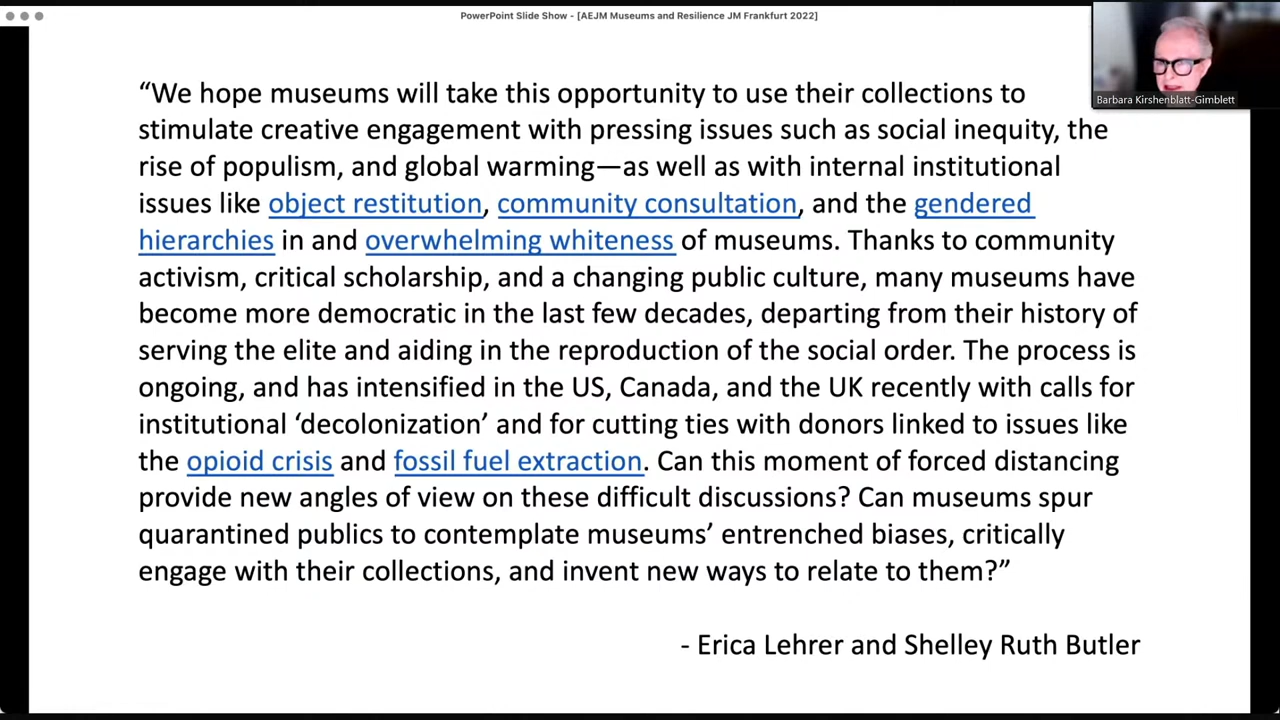 PowerPoint Slide Show - [AEJM Museums and Resilience JM Frankfurt 2022]
Barbara Kirshenblatt-Gimblett
“We hope museums will take this opportunity to use their collections to
stimulate creative engagement with pressing issues such as social inequity, the
rise of populism, and global warming—as well as with internal institutional
issues like object restitution, community consultation, and the gendered
hierarchies in and overwhelming whiteness of museums. Thanks to community
activism, critical scholarship, and a changing public culture, many museums have
become more democratic in the last few decades, departing from their history of
serving the elite and aiding in the reproduction of the social order. The process is
ongoing, and has intensified in the US, Canada, and the UK recently with calls for
institutional ‘decolonization’ and for cutting ties with donors linked to issues like
the opioid crisis and fossil fuel extraction. Can this moment of forced distancing
provide new angles of view on these difficult discussions? Can museums spur
quarantined publics to contemplate museums’ entrenched biases, critically
engage with their collections, and invent new ways to relate to them?”
- Erica Lehrer and Shelley Ruth Butler